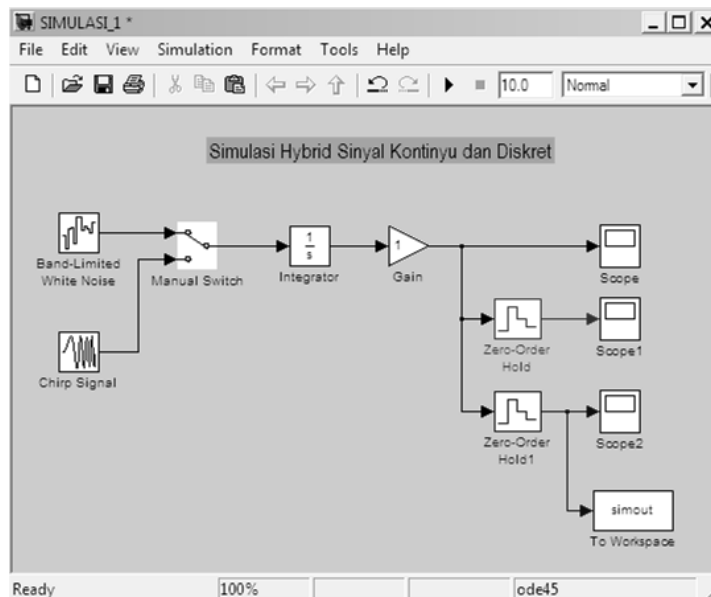 SIMULASI_1 *
File Edit View Simulation Format Tools Help
10.0 Normal
Simulasi Hybrid Sinyal Kontinyu dan Diskret
Band-Limited
White Noise
Manual Switch
1
s
Integrator
1
Gain
Scope
Chirp Signal
Zero-Order
Hold
Scope1
Zero-Order
Hold1
Scope2
simout
To Workspace
Ready 100% ode45